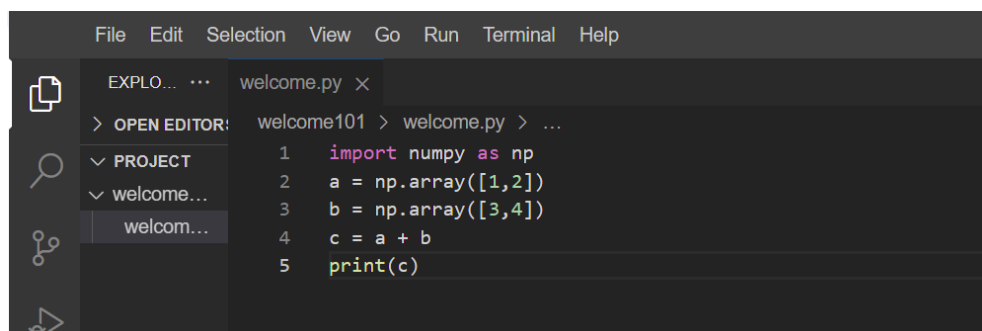 File Edit Selection View Go Run Terminal Help
EXPLO... ···
welcome.py ×
> OPEN EDITORS
welcome101 > welcome.py > ...
PROJECT
welcome...
welcom...
1 import numpy as np
2 a = np.array([1,2])
3 b = np.array([3,4])
4 c = a + b
5 print(c)